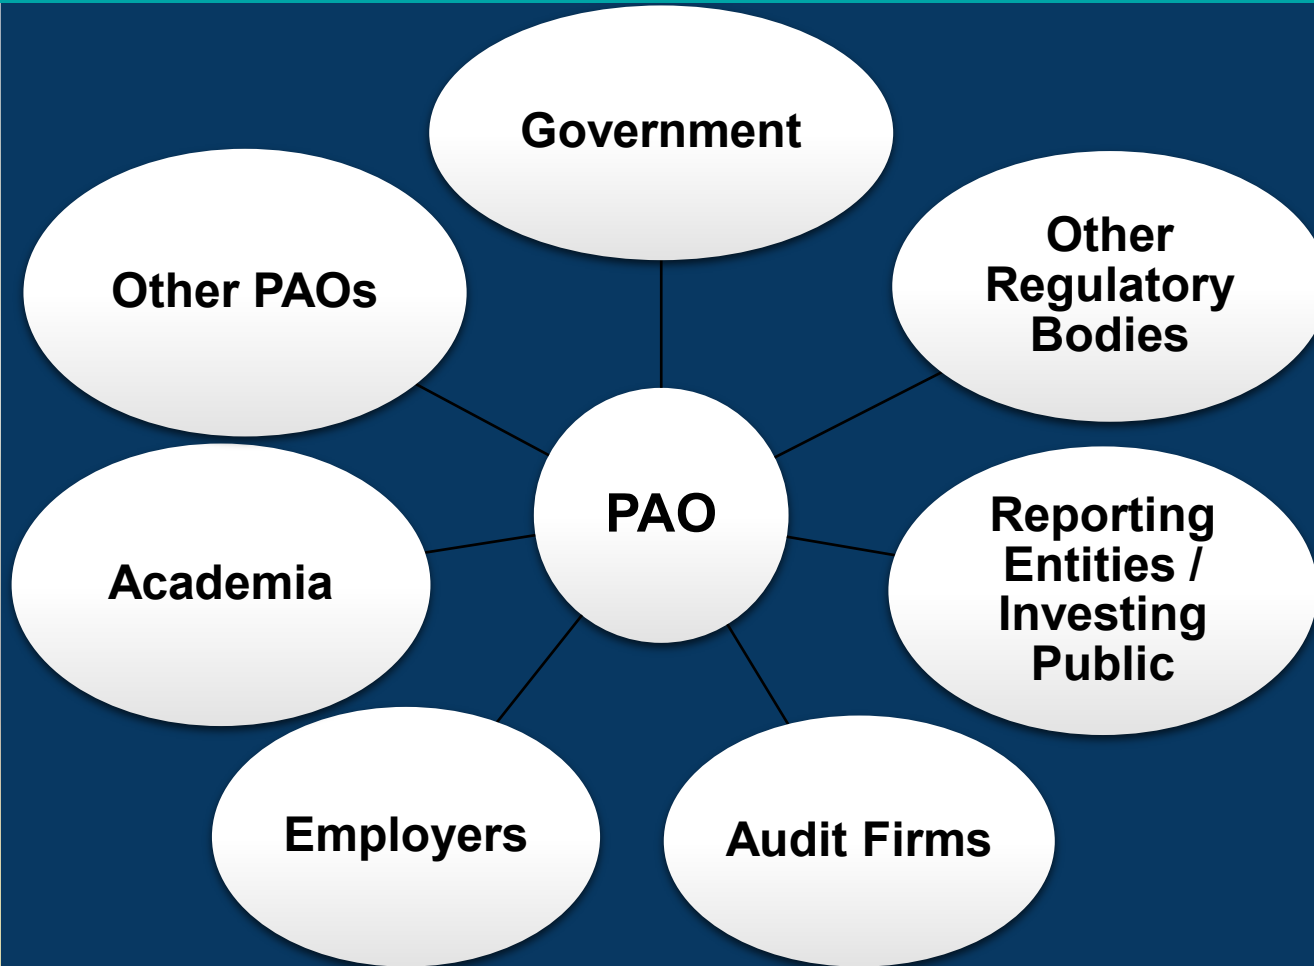 Government
Other
Regulatory
Bodies
Other PAOs
PAO
Reporting
Entities /
Investing
Public
Academia
Employers
Audit Firms